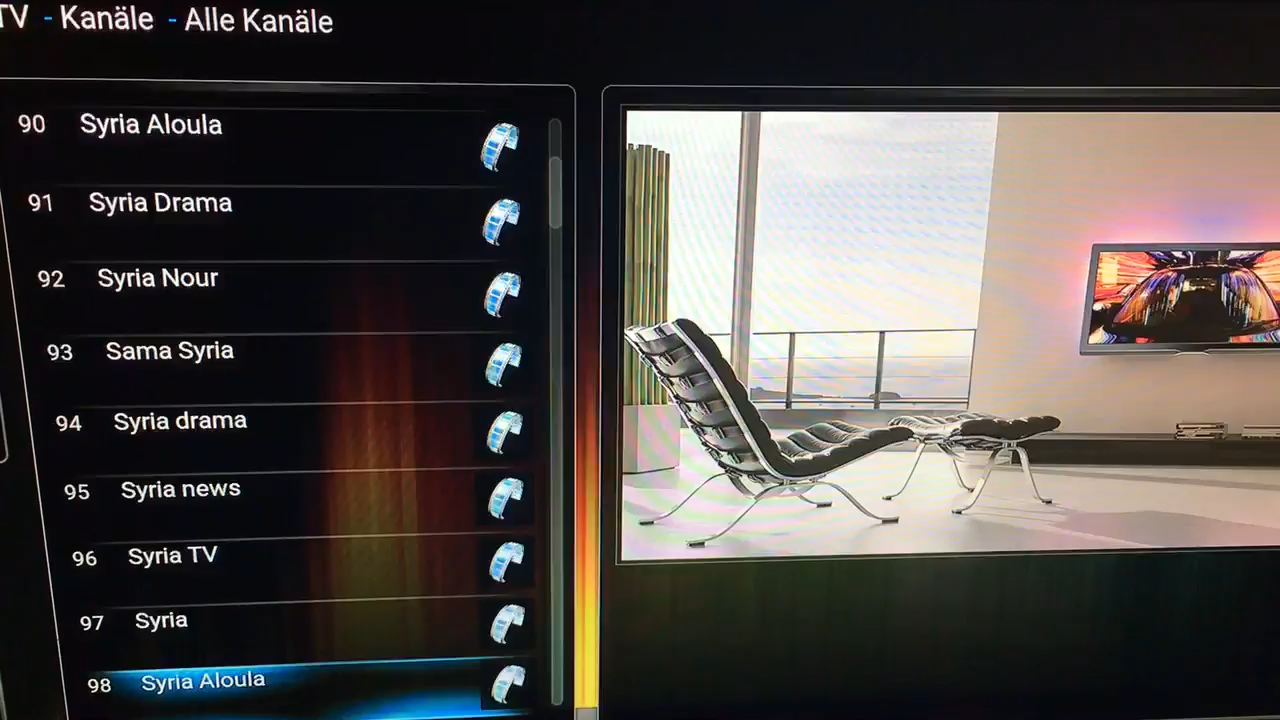 TV - Kanäle - Alle Kanäle
90 Syria Aloula
91 Syria Drama
92 Syria Nour
93 Sama Syria
94 Syria drama
95 Syria news
96 Syria TV
97 Syria
98 Syria Aloula